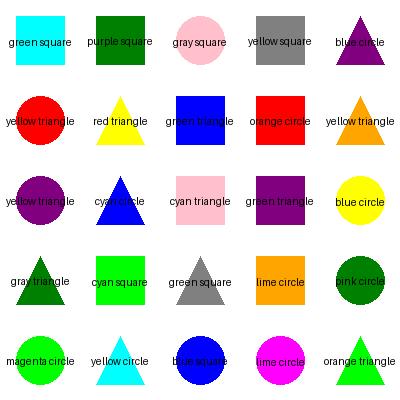 green square purple square gray square yellow square blue circle
yellow triangle red triangle green triangle orange circle yellow triangle
yellow triangle cyan circle cyan triangle green triangle blue circle
gray triangle cyan square green square lime circle pink circle
magenta circle yellow circle blue square lime circle orange triangle